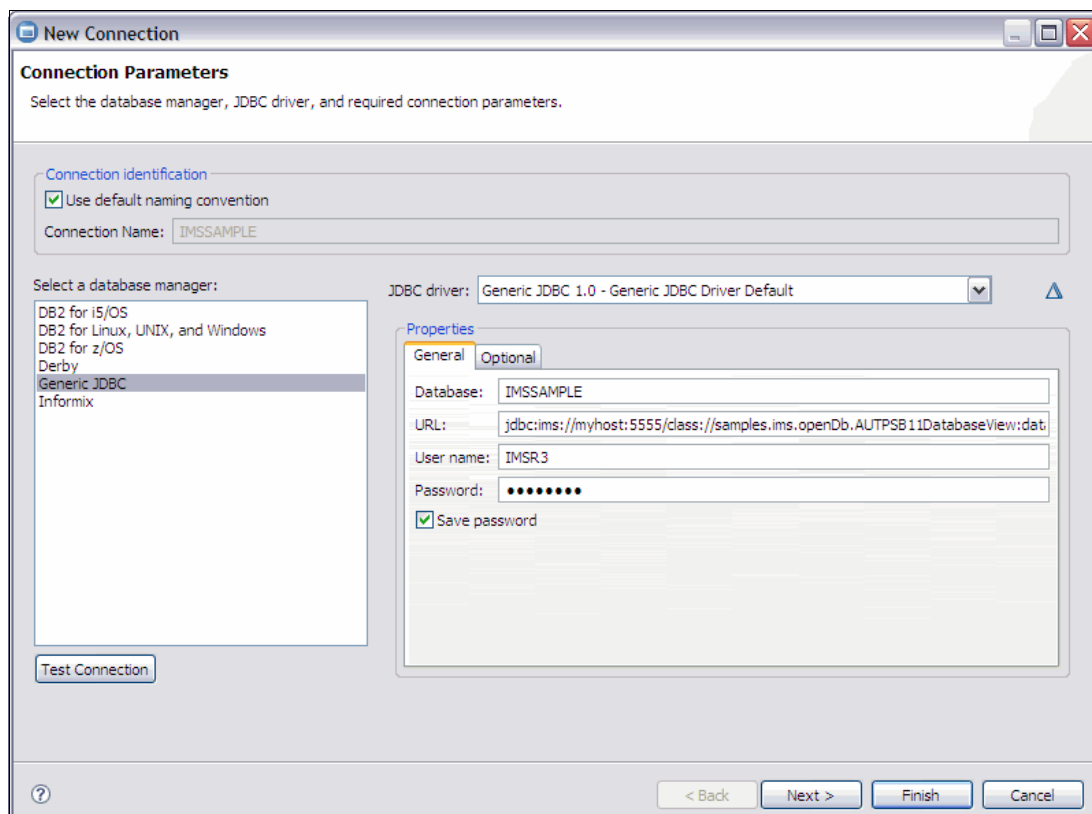 New Connection
Connection Parameters
Select the database manager, JDBC driver, and required connection parameters.
Connection identification
Use default naming convention
Connection Name: IMSSAMPLE
Select a database manager:
DB2 for i5/OS
DB2 for Linux, UNIX, and Windows
DB2 for z/OS
Derby
Generic JDBC
Informix
Test Connection
JDBC driver: Generic JDBC 1.0 - Generic JDBC Driver Default
Properties
General Optional
Database: IMSSAMPLE
URL: jdbc:ims://myhost:5555/class://samples.ims.openDb.AUTPSB11DatabaseView:dat
User name: IMSR3
Password: ●●●●●●●●
Save password
?
< Back Next > Finish Cancel